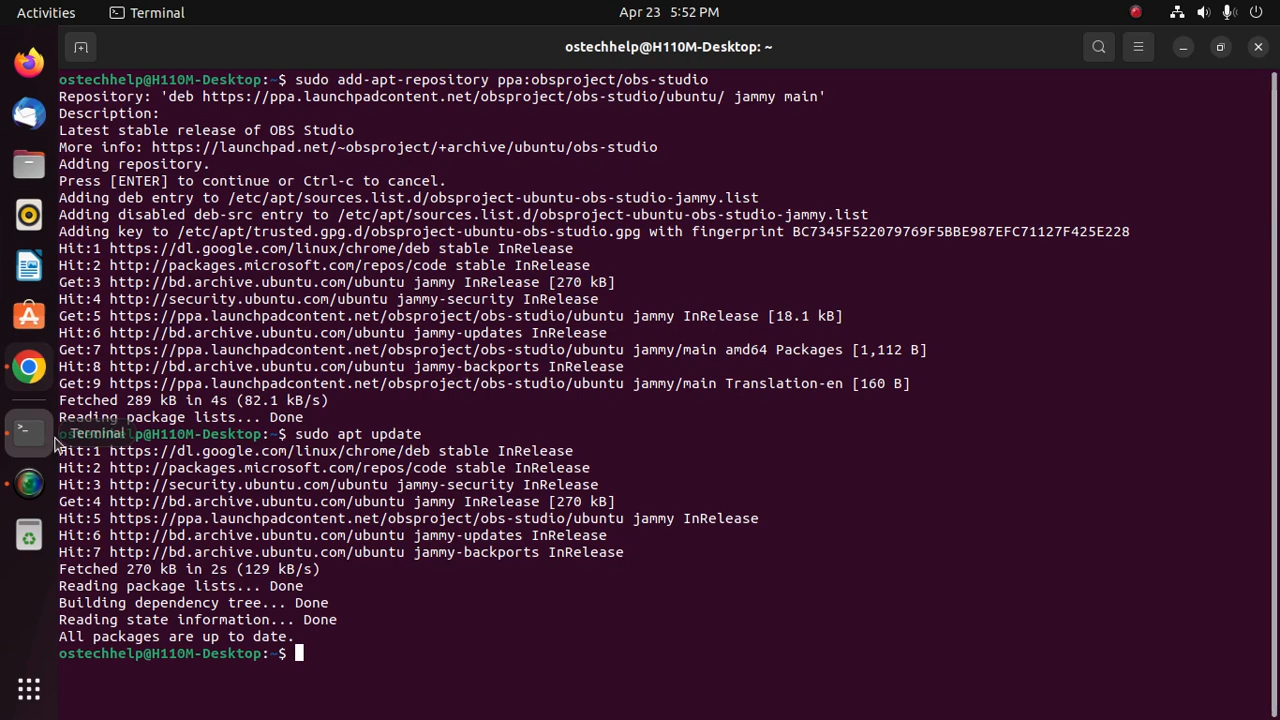 Activities
Terminal
Apr 23 5:52 PM
ostechhelp@H110M-Desktop: ~
ostechhelp@H110M-Desktop:~$ sudo add-apt-repository ppa:obsproject/obs-studio
Repository: 'deb https://ppa.launchpadcontent.net/obsproject/obs-studio/ubuntu/ jammy main'
Description:
Latest stable release of OBS Studio
More info: https://launchpad.net/~obsproject/+archive/ubuntu/obs-studio
Adding repository.
Press [ENTER] to continue or Ctrl-c to cancel.
Adding deb entry to /etc/apt/sources.list.d/obsproject-ubuntu-obs-studio-jammy.list
Adding disabled deb-src entry to /etc/apt/sources.list.d/obsproject-ubuntu-obs-studio-jammy.list
Adding key to /etc/apt/trusted.gpg.d/obsproject-ubuntu-obs-studio.gpg with fingerprint BC7345F522079769F5BBE987EFC71127F425E228
Hit:1 https://dl.google.com/linux/chrome/deb stable InRelease
Hit:2 http://packages.microsoft.com/repos/code stable InRelease
Get:3 http://bd.archive.ubuntu.com/ubuntu jammy InRelease [270 kB]
Hit:4 http://security.ubuntu.com/ubuntu jammy-security InRelease
Get:5 https://ppa.launchpadcontent.net/obsproject/obs-studio/ubuntu jammy InRelease [18.1 kB]
Hit:6 http://bd.archive.ubuntu.com/ubuntu jammy-updates InRelease
Get:7 https://ppa.launchpadcontent.net/obsproject/obs-studio/ubuntu jammy/main amd64 Packages [1,112 B]
Hit:8 http://bd.archive.ubuntu.com/ubuntu jammy-backports InRelease
Get:9 https://ppa.launchpadcontent.net/obsproject/obs-studio/ubuntu jammy/main Translation-en [160 B]
Fetched 289 kB in 4s (82.1 kB/s)
Reading package lists... Done
ostechhelp@H110M-Desktop:~$ sudo apt update
Terminal
Hit:1 https://dl.google.com/linux/chrome/deb stable InRelease
Hit:2 http://packages.microsoft.com/repos/code stable InRelease
Hit:3 http://security.ubuntu.com/ubuntu jammy-security InRelease
Get:4 http://bd.archive.ubuntu.com/ubuntu jammy InRelease [270 kB]
Hit:5 https://ppa.launchpadcontent.net/obsproject/obs-studio/ubuntu jammy InRelease
Hit:6 http://bd.archive.ubuntu.com/ubuntu jammy-updates InRelease
Hit:7 http://bd.archive.ubuntu.com/ubuntu jammy-backports InRelease
Fetched 270 kB in 2s (129 kB/s)
Reading package lists... Done
Building dependency tree... Done
Reading state information... Done
All packages are up to date.
ostechhelp@H110M-Desktop:~$